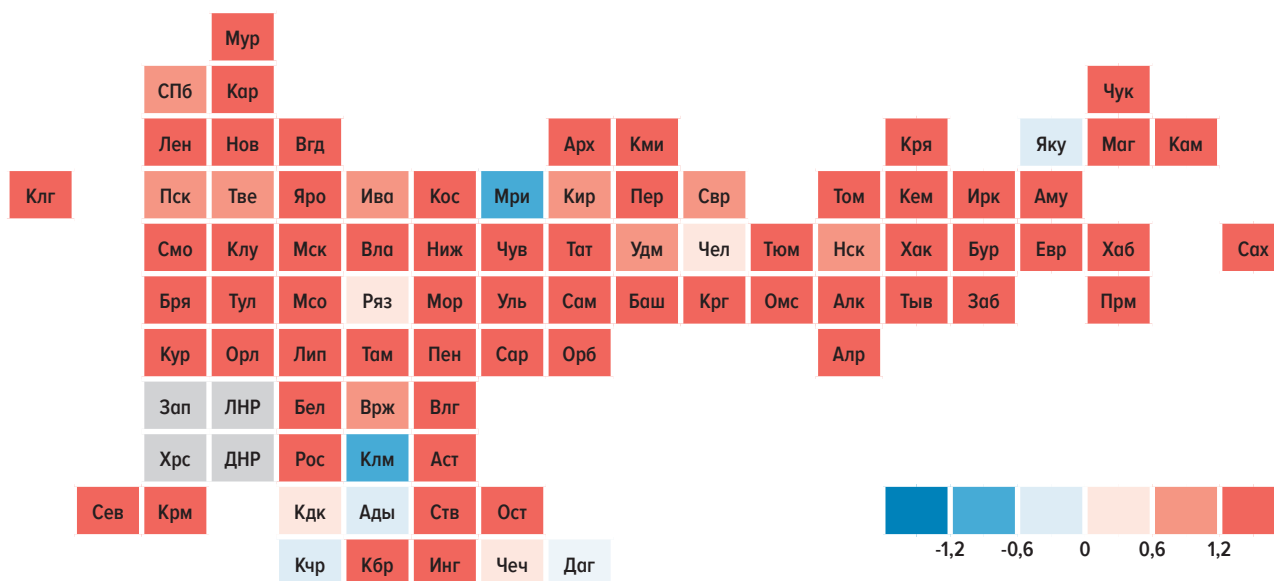 Мур
СПб Кар Чук
Лен Нов Вгд Арх Кми Кря Яку Маг Кам
Клг Пск Тве Яро Ива Кос Мри Кир Пер Свр Том Кем Ирк Аму
Смо Клу Мск Вла Ниж Чув Тат Удм Чел Тюм Нск Хак Бур Евр Хаб Сах
Бря Тул Мсо Ряз Мор Уль Сам Баш Крг Омс Алк Тыв Заб Прм
Кур Орл Лип Там Пен Сар Орб Алр
Зап ЛНР Бел Врж Влг
Хрс ДНР Рос Клм Аст
Сев Крм Кдк Ады Ств Ост
-1,2 -0,6 0 0,6 1,2
Кчр Кбр Инг Чеч Даг